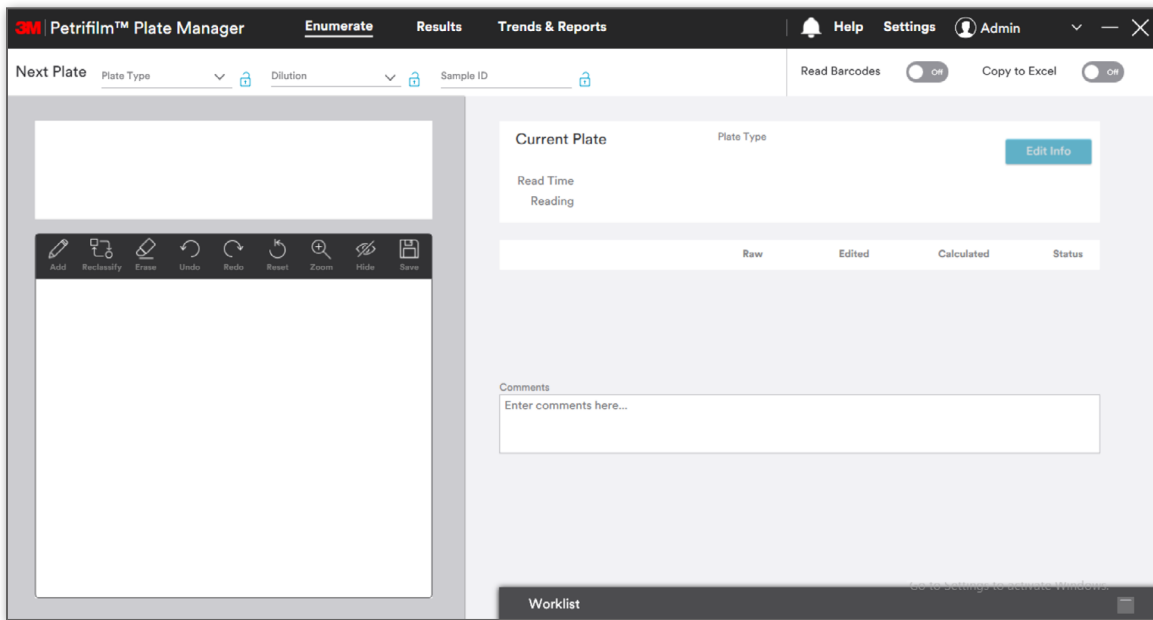 3M Petrifilm™ Plate Manager Enumerate Results Trends & Reports Help Settings Admin
Next Plate Plate Type Dilution Sample ID Read Barcodes Off Copy to Excel Off
Current Plate Plate Type Edit Info
Read Time
Reading
Add Reclassify Erase Undo Redo Reset Zoom Hide Save
Raw Edited Calculated Status
Comments
Enter comments here...
Go to Settings to activate Windows.
Worklist